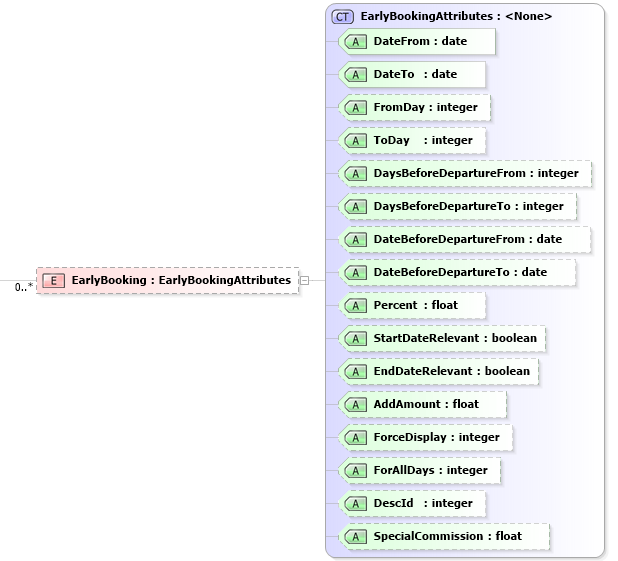 CT EarlyBookingAttributes : <None>
A DateFrom : date
A DateTo : date
A FromDay : integer
A ToDay : integer
A DaysBeforeDepartureFrom : integer
A DaysBeforeDepartureTo : integer
A DateBeforeDepartureFrom : date
A DateBeforeDepartureTo : date
E EarlyBooking : EarlyBookingAttributes
0..*
A Percent : float
A StartDateRelevant : boolean
A EndDateRelevant : boolean
A AddAmount : float
A ForceDisplay : integer
A ForAllDays : integer
A DescId : integer
A SpecialCommission : float